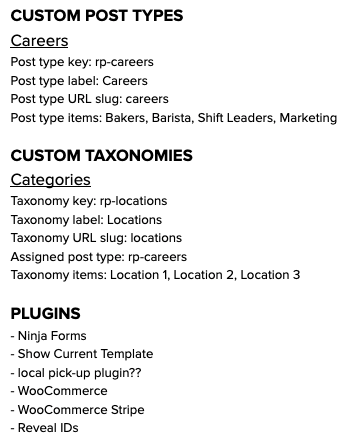 CUSTOM POST TYPES
Careers
Post type key: rp-careers
Post type label: Careers
Post type URL slug: careers
Post type items: Bakers, Barista, Shift Leaders, Marketing
CUSTOM TAXONOMIES
Categories
Taxonomy key: rp-locations
Taxonomy label: Locations
Taxonomy URL slug: locations
Assigned post type: rp-careers
Taxonomy items: Location 1, Location 2, Location 3
PLUGINS
- Ninja Forms
- Show Current Template
- local pick-up plugin??
- WooCommerce
- WooCommerce Stripe
- Reveal IDs